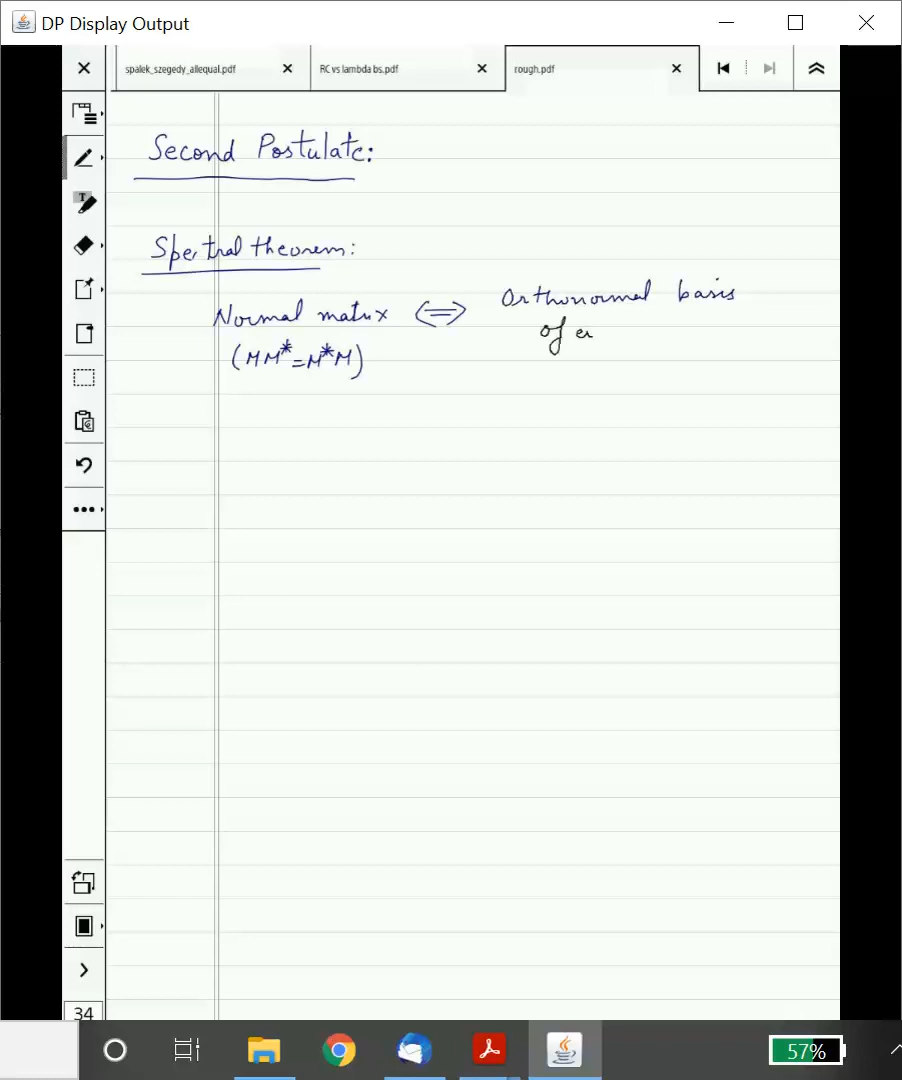 DP Display Output
spalek_szegedy_allequal.pdf
RC vs lambda bs.pdf
rough.pdf
Second Postulate:
Spectral theorem:
Normal matrix <=> Orthonormal basis
of e
(MM*=M*M)
34
57%